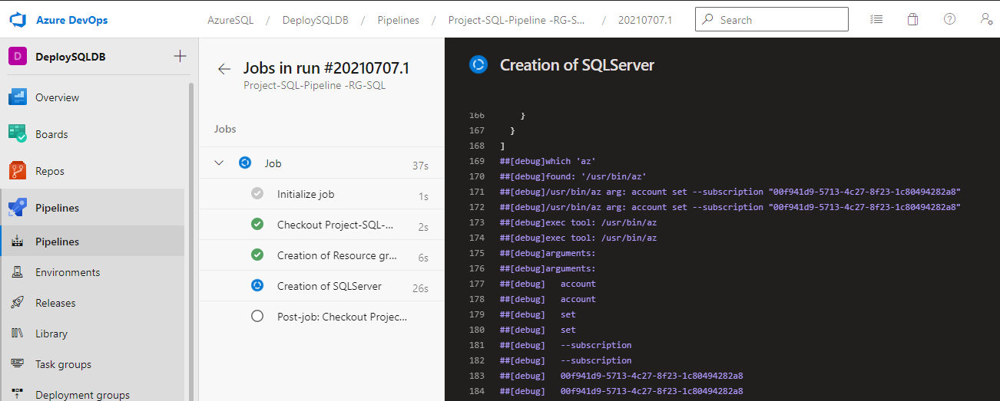 Azure DevOps
AzureSQL / DeploySQLDB / Pipelines / Project-SQL-Pipeline -RG-S... / 20210707.1
Search
D DeploySQLDB
Overview
Boards
Repos
Pipelines
Pipelines
Environments
Releases
Library
Task groups
Deployment groups
Jobs in run #20210707.1
Project-SQL-Pipeline -RG-SQL
Jobs
Job 37s
Initialize job 1s
Checkout Project-SQL-... 2s
Creation of Resource gr... 6s
Creation of SQLServer 26s
Post-job: Checkout Projec...
Creation of SQLServer
166 }
167 }
168 ]
169 ##[debug]which 'az'
170 ##[debug]found: '/usr/bin/az'
171 ##[debug]/usr/bin/az arg: account set --subscription "00f941d9-5713-4c27-8f23-1c80494282a8"
172 ##[debug]/usr/bin/az arg: account set --subscription "00f941d9-5713-4c27-8f23-1c80494282a8"
173 ##[debug]exec tool: /usr/bin/az
174 ##[debug]exec tool: /usr/bin/az
175 ##[debug]arguments:
176 ##[debug]arguments:
177 ##[debug] account
178 ##[debug] account
179 ##[debug] set
180 ##[debug] set
181 ##[debug] --subscription
182 ##[debug] --subscription
183 ##[debug] 00f941d9-5713-4c27-8f23-1c80494282a8
184 ##[debug] 00f941d9-5713-4c27-8f23-1c80494282a8